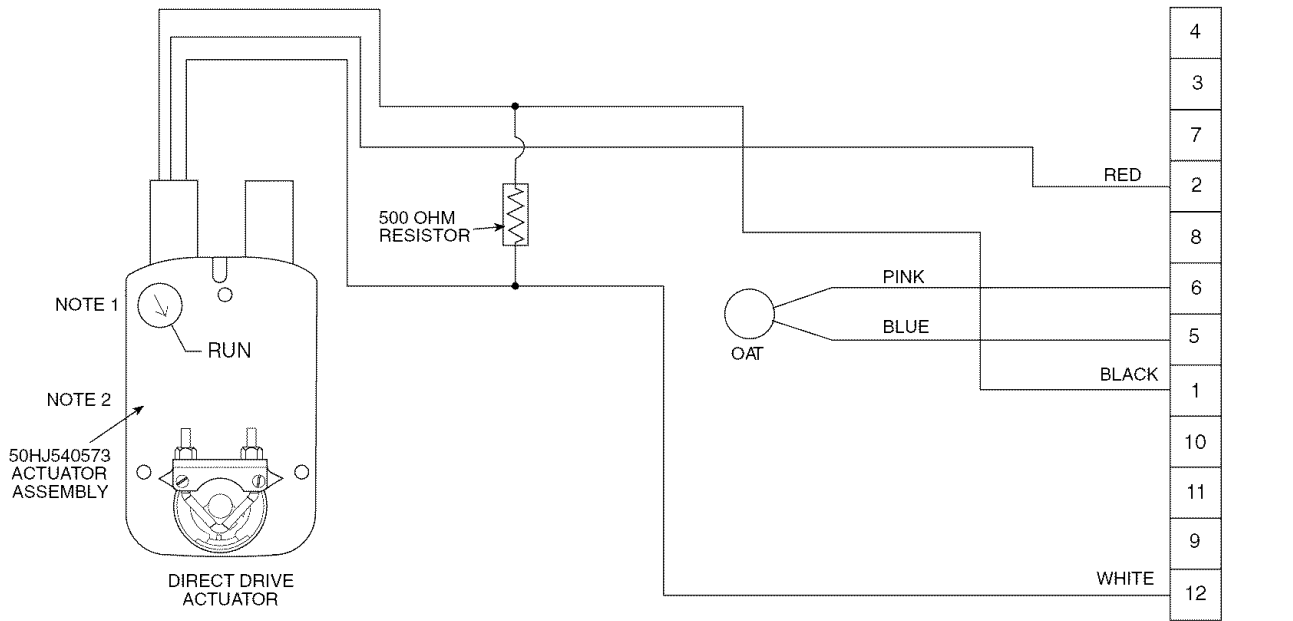 NOTE 1
RUN
NOTE 2
50HJ540573
ACTUATOR
ASSEMBLY
DIRECT DRIVE
ACTUATOR
500 OHM
RESISTOR
OAT
PINK
BLUE
RED
BLACK
WHITE
4
3
7
2
8
6
5
1
10
11
9
12